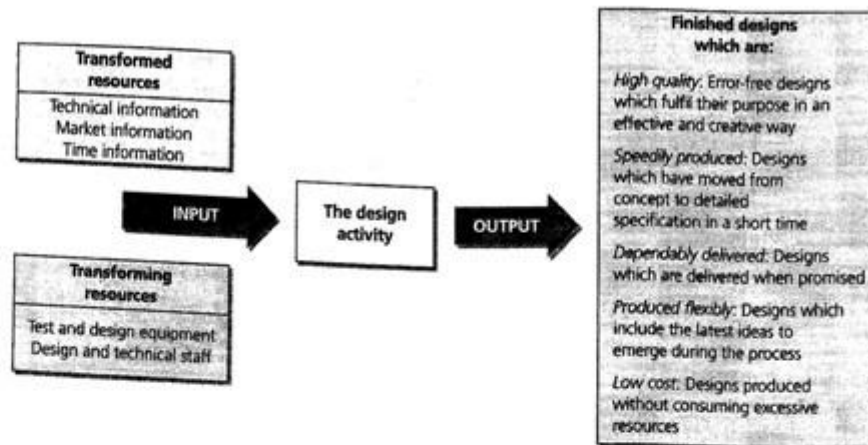 Transformed
resources
Technical information
Market information
Time information
INPUT
Transforming
resources
Test and design equipment
Design and technical staff
The design
activity
OUTPUT
Finished designs
which are:
High quality: Error-free designs
which fulfil their purpose in an
effective and creative way
Speedily produced: Designs
which have moved from
concept to detailed
specification in a short time
Dependably delivered: Designs
which are delivered when promised
Produced flexibly: Designs which
include the latest ideas to
emerge during the process
Low cost: Designs produced
without consuming excessive
resources